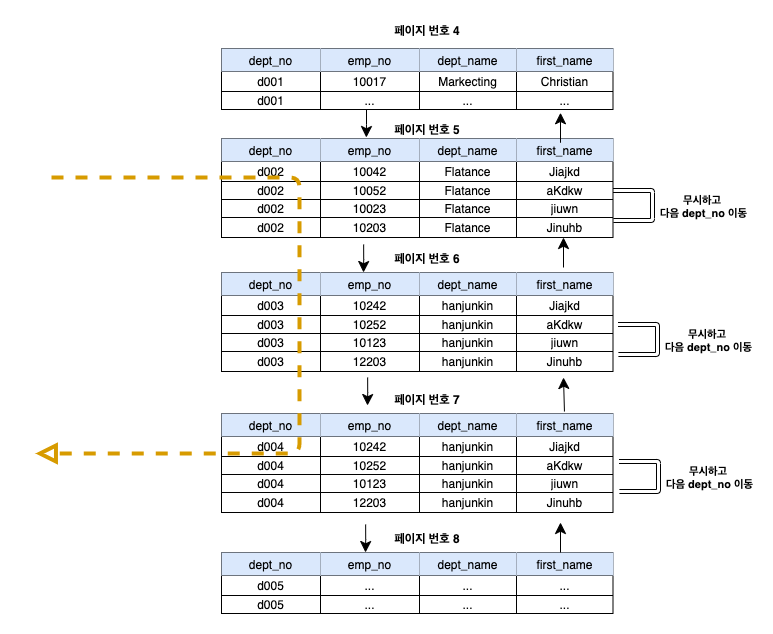 페이지 번호 4
dept_no emp_no dept_name first_name
d001 10017 Markecting Christian
d001 ... ... ...
페이지 번호 5
dept_no emp_no dept_name first_name
d002 10042 Flatance Jiajkd
d002 10052 Flatance aKdkw
d002 10023 Flatance jiuwn
d002 10203 Flatance Jinuhb
무시하고
다음 dept_no 이동
페이지 번호 6
dept_no emp_no dept_name first_name
d003 10242 hanjunkin Jiajkd
d003 10252 hanjunkin aKdkw
d003 10123 hanjunkin jiuwn
d003 12203 hanjunkin Jinuhb
무시하고
다음 dept_no 이동
페이지 번호 7
dept_no emp_no dept_name first_name
d004 10242 hanjunkin Jiajkd
d004 10252 hanjunkin aKdkw
d004 10123 hanjunkin jiuwn
d004 12203 hanjunkin Jinuhb
무시하고
다음 dept_no 이동
페이지 번호 8
dept_no emp_no dept_name first_name
d005 ... ... ...
d005 ... ... ...